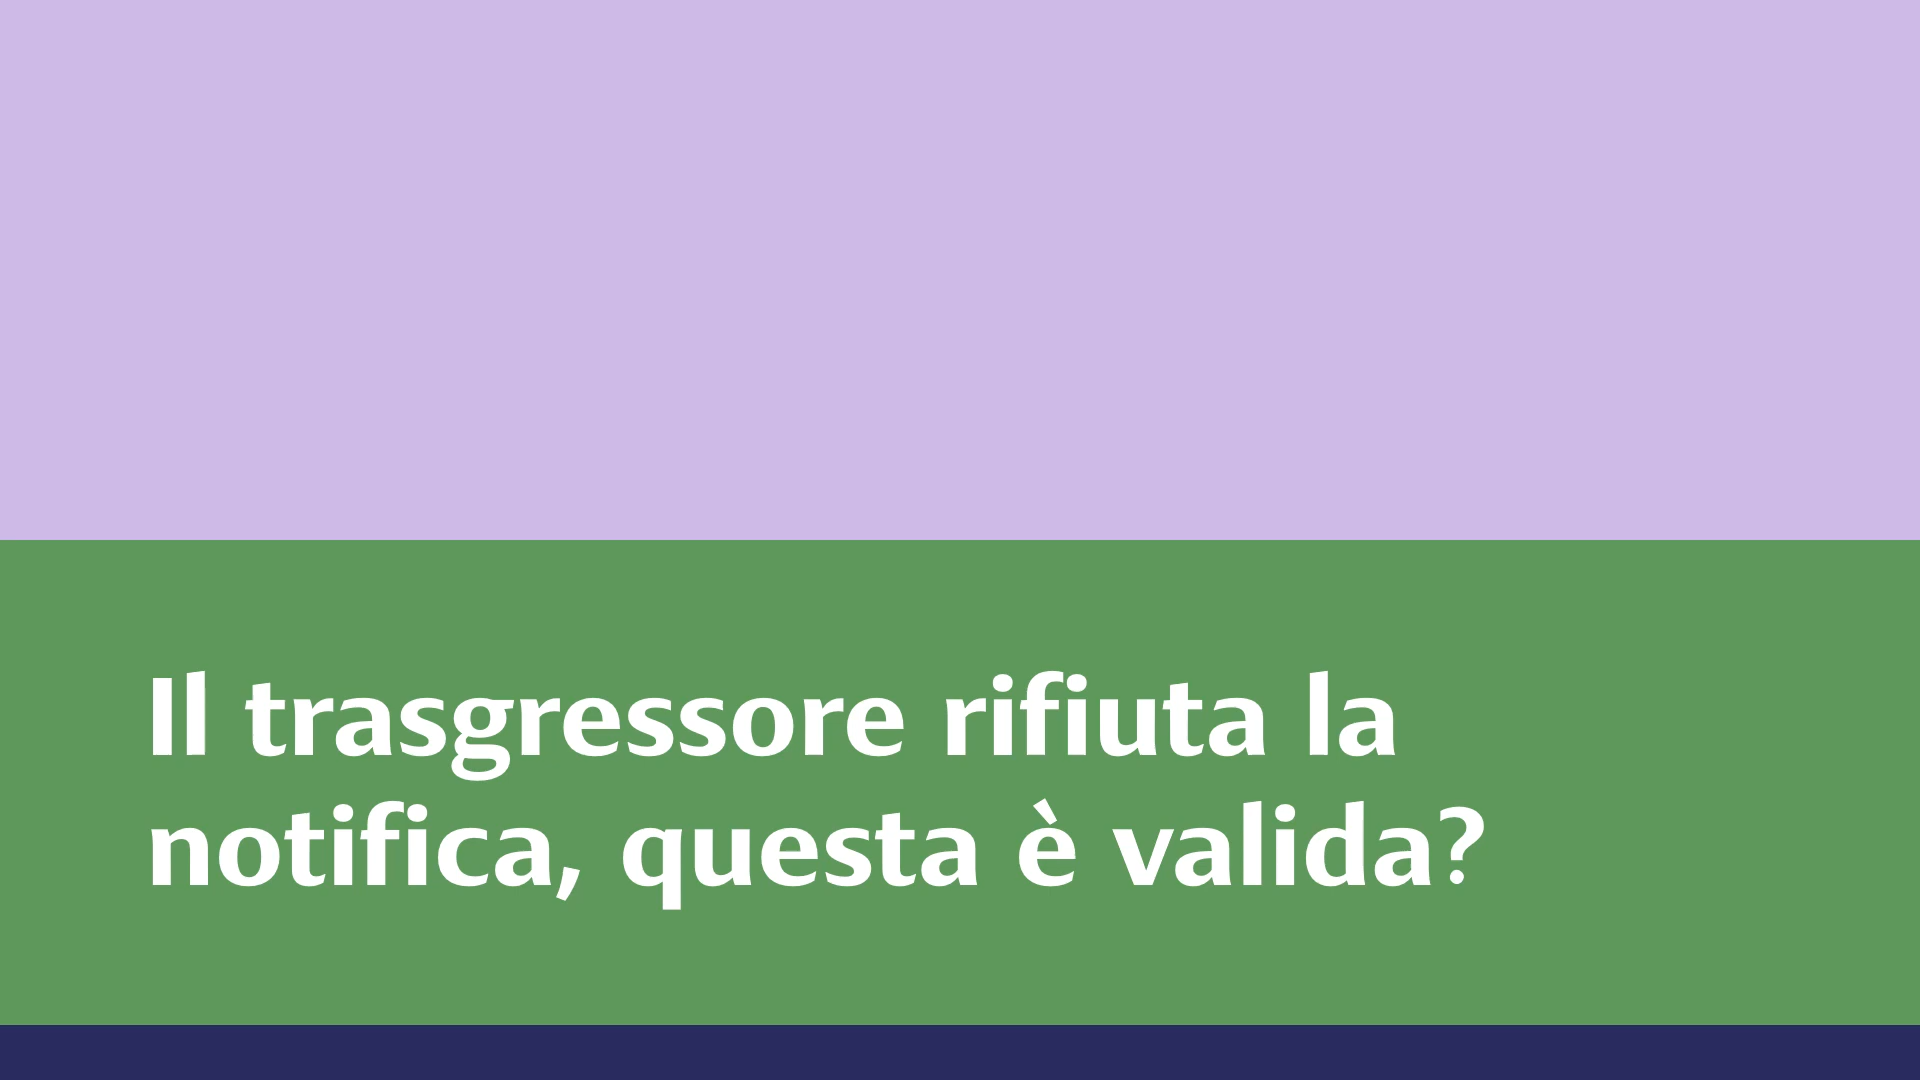 Il trasgressore rifiuta la
notifica, questa è valida?